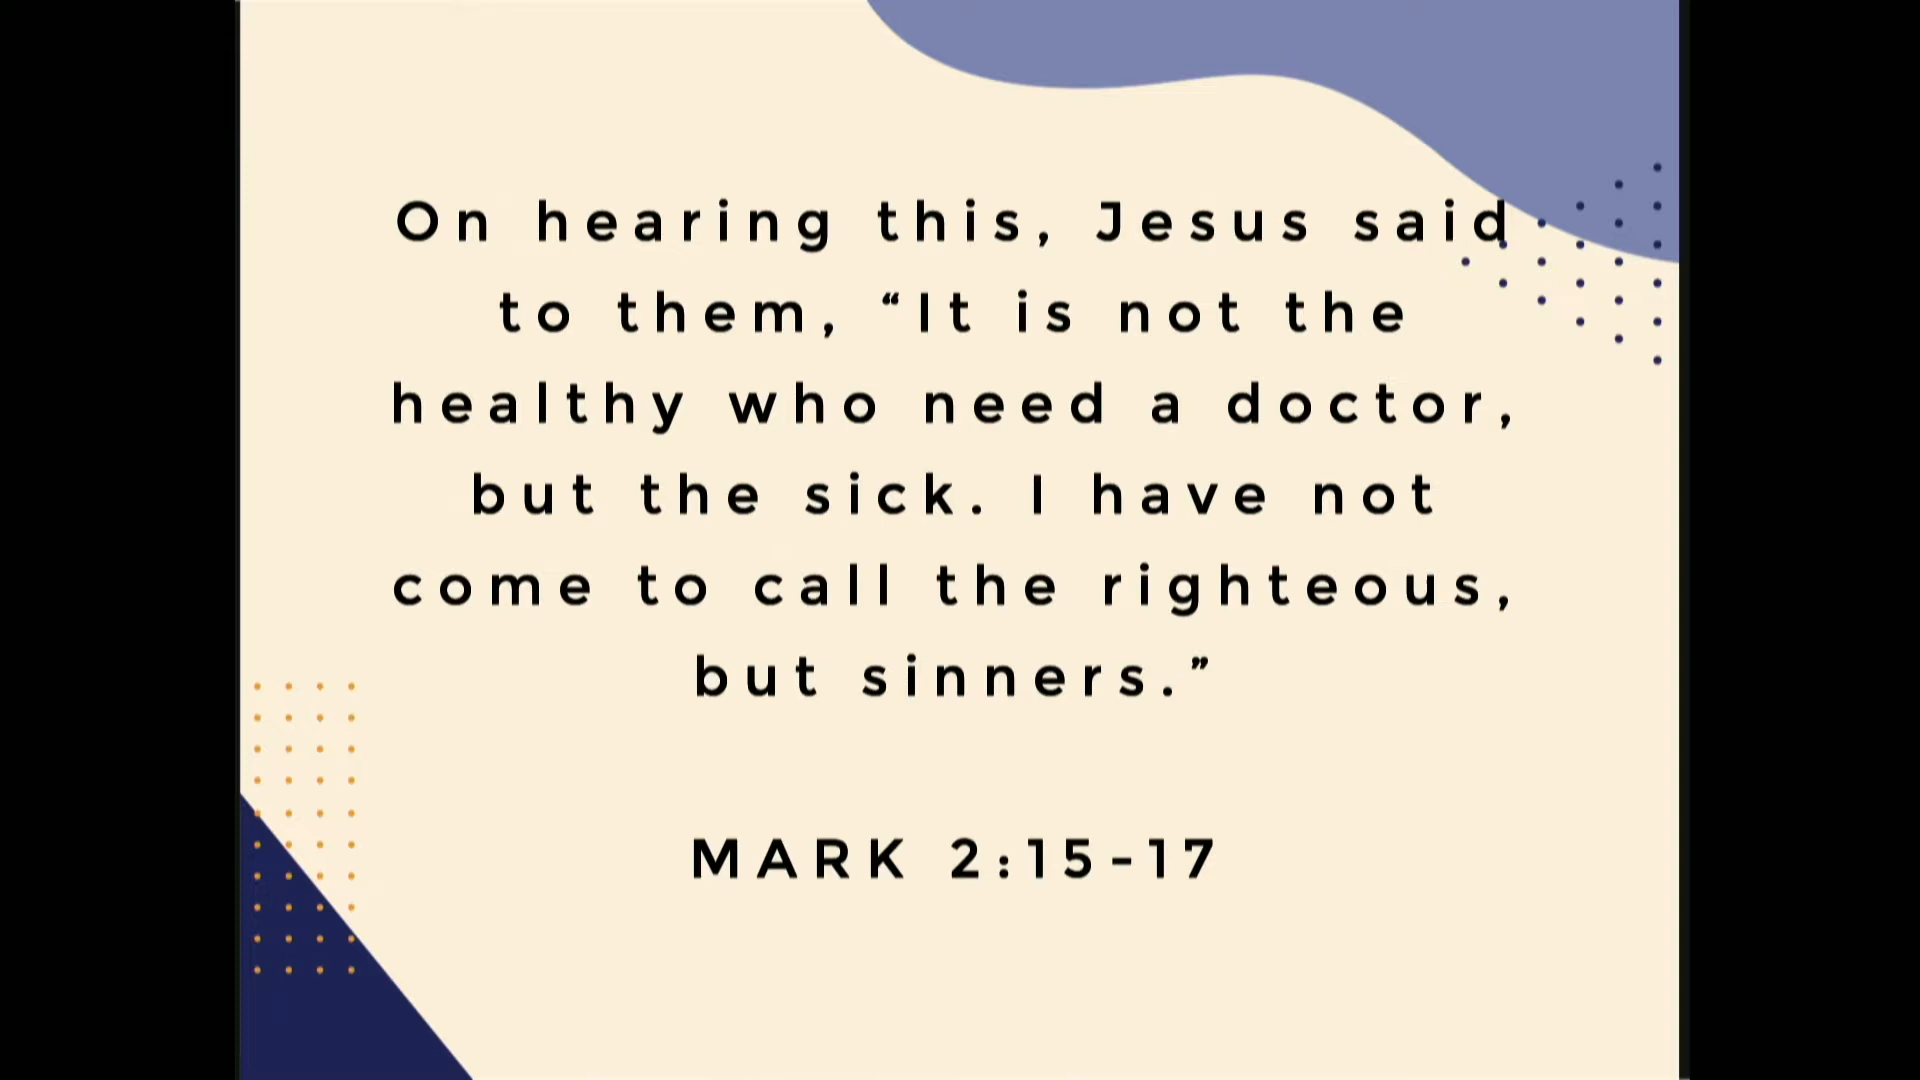 On hearing this, Jesus said
to them, “It is not the
healthy who need a doctor,
but the sick. I have not
come to call the righteous,
but sinners.”
MARK 2:15-17